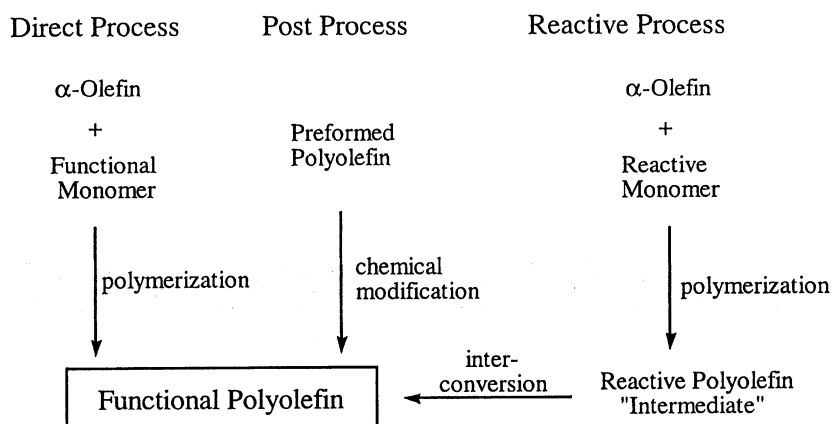 Direct Process
Post Process
Reactive Process
α-Olefin
+
Functional
Monomer
polymerization
Preformed
Polyolefin
chemical
modification
α-Olefin
+
Reactive
Monomer
polymerization
Reactive Polyolefin
"Intermediate"
inter-
conversion
Functional Polyolefin